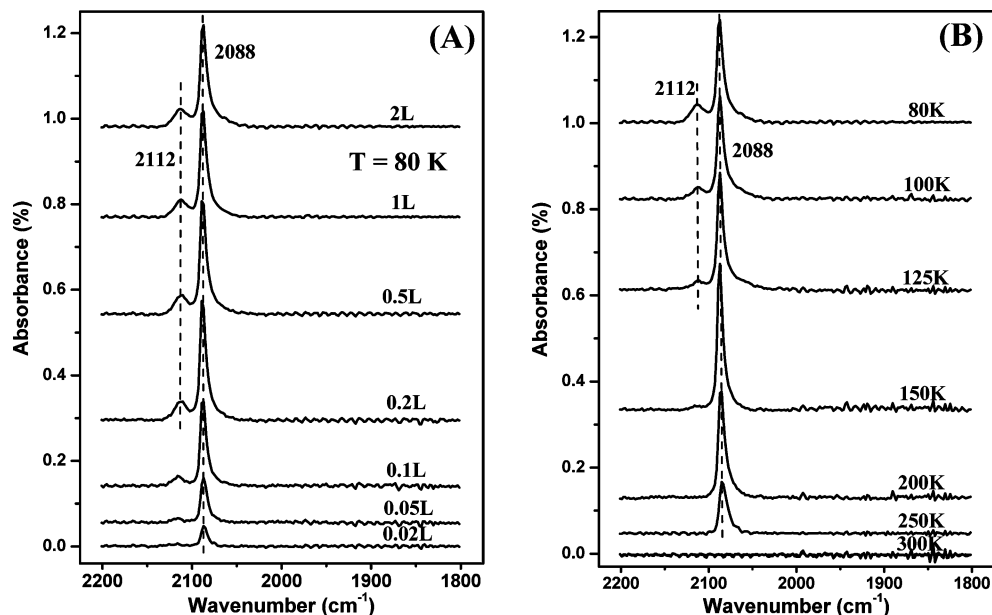 (A)
2088
2112
T = 80 K
2L
1L
0.5L
0.2L
0.1L
0.05L
0.02L
1.2
1.0
0.8
0.6
0.4
0.2
0.0
Absorbance (%)
2200 2100 2000 1900 1800
Wavenumber (cm⁻¹)
(B)
2112
2088
80K
100K
125K
150K
200K
250K
300K
1.2
1.0
0.8
0.6
0.4
0.2
0.0
Absorbance (%)
2200 2100 2000 1900 1800
Wavenumber (cm⁻¹)